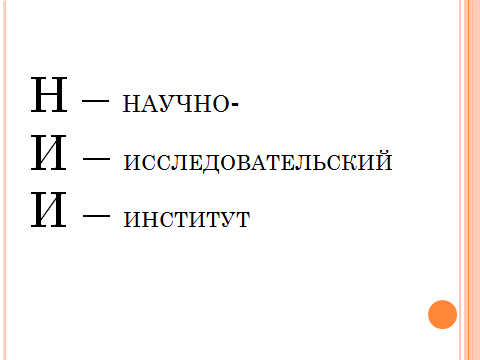 Н – НАУЧНО-
И – ИССЛЕДОВАТЕЛЬСКИЙ
И – ИНСТИТУТ